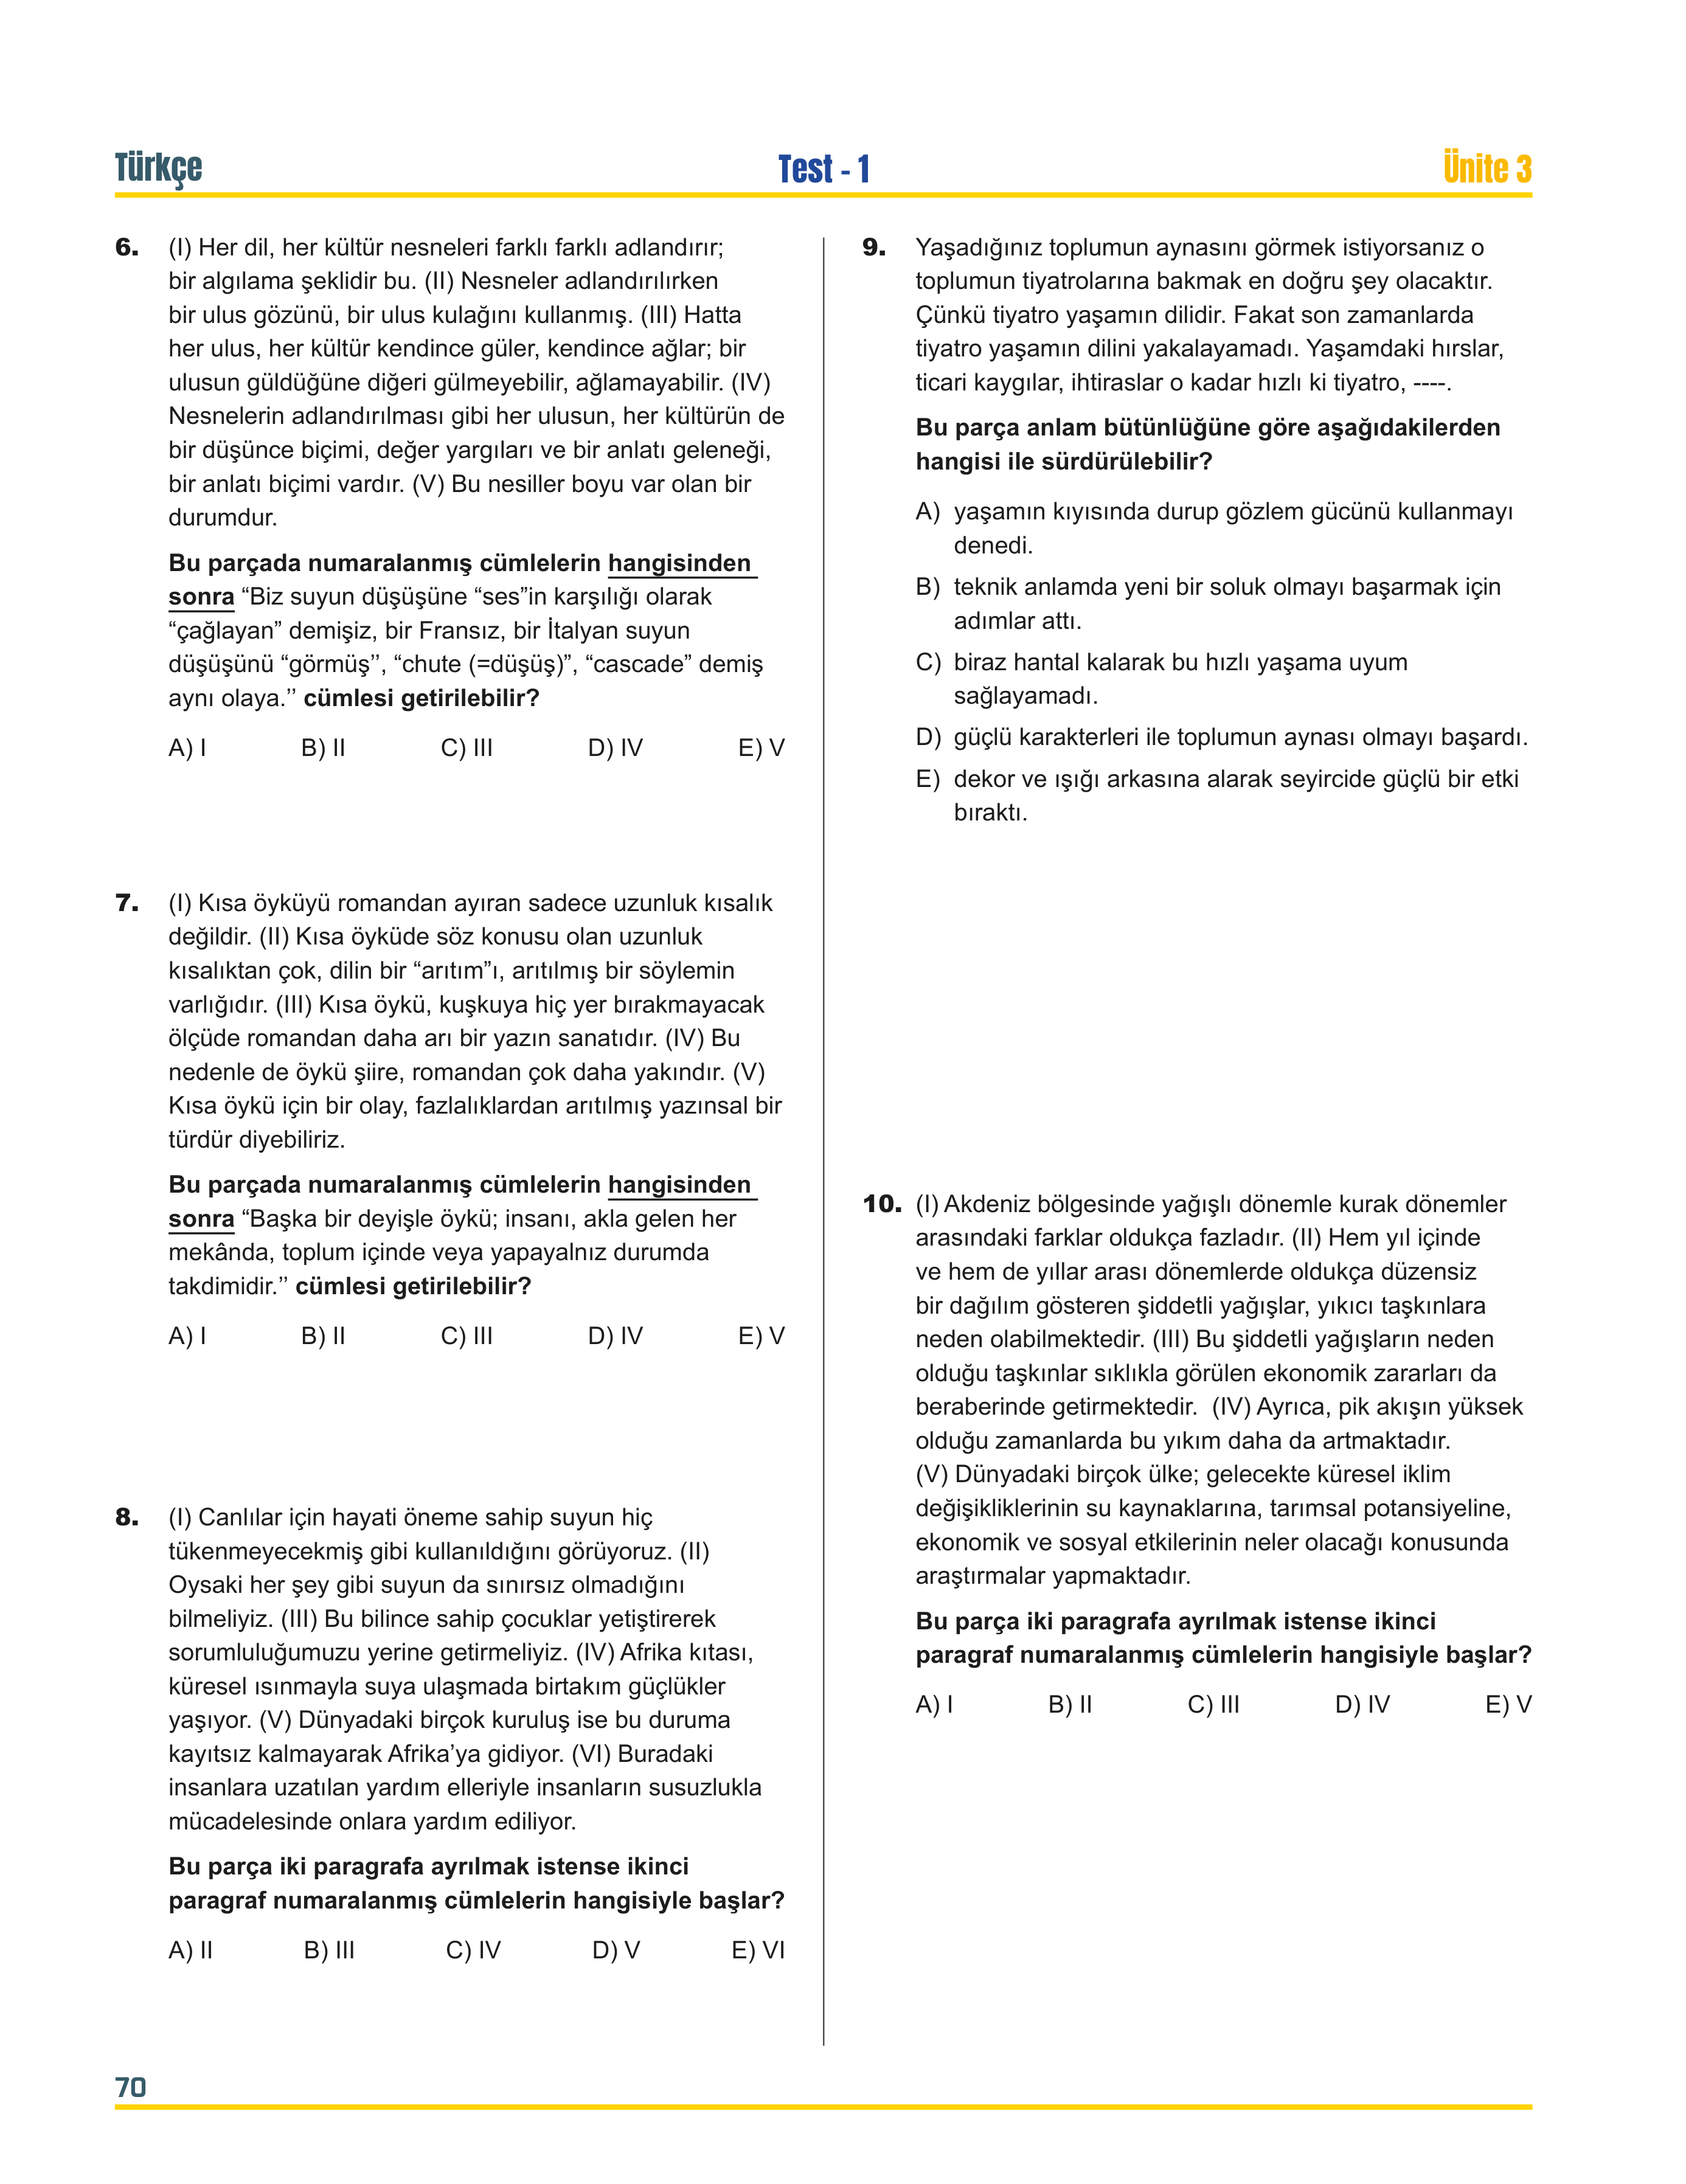 Türkçe
Test - 1
Ünite 3
6. (I) Her dil, her kültür nesneleri farklı farklı adlandırır;
bir algılama şeklidir bu. (II) Nesneler adlandırılırken
bir ulus gözünü, bir ulus kulağını kullanmış. (III) Hatta
her ulus, her kültür kendince güler, kendince ağlar; bir
ulusun güldüğüne diğeri gülmeyebilir, ağlamayabilir. (IV)
Nesnelerin adlandırılması gibi her ulusun, her kültürün de
bir düşünce biçimi, değer yargıları ve bir anlatı geleneği,
bir anlatı biçimi vardır. (V) Bu nesiller boyu var olan bir
durumdur.
Bu parçada numaralanmış cümlelerin hangisinden
sonra “Biz suyun düşüşüne “ses”in karşılığı olarak
“çağlayan” demişiz, bir Fransız, bir İtalyan suyun
düşüşünü “görmüş’’, “chute (=düşüş)”, “cascade” demiş
aynı olaya.’’ cümlesi getirilebilir?
A) I B) II C) III D) IV E) V
7. (I) Kısa öyküyü romandan ayıran sadece uzunluk kısalık
değildir. (II) Kısa öyküde söz konusu olan uzunluk
kısalıktan çok, dilin bir “arıtım”ı, arıtılmış bir söylemin
varlığıdır. (III) Kısa öykü, kuşkuya hiç yer bırakmayacak
ölçüde romandan daha arı bir yazın sanatıdır. (IV) Bu
nedenle de öykü şiire, romandan çok daha yakındır. (V)
Kısa öykü için bir olay, fazlalıklardan arıtılmış yazınsal bir
türdür diyebiliriz.
Bu parçada numaralanmış cümlelerin hangisinden
sonra “Başka bir deyişle öykü; insanı, akla gelen her
mekânda, toplum içinde veya yapayalnız durumda
takdimidir.’’ cümlesi getirilebilir?
A) I B) II C) III D) IV E) V
8. (I) Canlılar için hayati öneme sahip suyun hiç
tükenmeyecekmiş gibi kullanıldığını görüyoruz. (II)
Oysaki her şey gibi suyun da sınırsız olmadığını
bilmeliyiz. (III) Bu bilince sahip çocuklar yetiştirerek
sorumluluğumuzu yerine getirmeliyiz. (IV) Afrika kıtası,
küresel ısınmayla suya ulaşmada birtakım güçlükler
yaşıyor. (V) Dünyadaki birçok kuruluş ise bu duruma
kayıtsız kalmayarak Afrika’ya gidiyor. (VI) Buradaki
insanlara uzatılan yardım elleriyle insanların susuzlukla
mücadelesinde onlara yardım ediliyor.
Bu parça iki paragrafa ayrılmak istense ikinci
paragraf numaralanmış cümlelerin hangisiyle başlar?
A) II B) III C) IV D) V E) VI
9. Yaşadığınız toplumun aynasını görmek istiyorsanız o
toplumun tiyatrolarına bakmak en doğru şey olacaktır.
Çünkü tiyatro yaşamın dilidir. Fakat son zamanlarda
tiyatro yaşamın dilini yakalayamadı. Yaşamdaki hırslar,
ticari kaygılar, ihtiraslar o kadar hızlı ki tiyatro, ----.
Bu parça anlam bütünlüğüne göre aşağıdakilerden
hangisi ile sürdürülebilir?
A) yaşamın kıyısında durup gözlem gücünü kullanmayı
denedi.
B) teknik anlamda yeni bir soluk olmayı başarmak için
adımlar attı.
C) biraz hantal kalarak bu hızlı yaşama uyum
sağlayamadı.
D) güçlü karakterleri ile toplumun aynası olmayı başardı.
E) dekor ve ışığı arkasına alarak seyircide güçlü bir etki
bıraktı.
10. (I) Akdeniz bölgesinde yağışlı dönemle kurak dönemler
arasındaki farklar oldukça fazladır. (II) Hem yıl içinde
ve hem de yıllar arası dönemlerde oldukça düzensiz
bir dağılım gösteren şiddetli yağışlar, yıkıcı taşkınlara
neden olabilmektedir. (III) Bu şiddetli yağışların neden
olduğu taşkınlar sıklıkla görülen ekonomik zararları da
beraberinde getirmektedir. (IV) Ayrıca, pik akışın yüksek
olduğu zamanlarda bu yıkım daha da artmaktadır.
(V) Dünyadaki birçok ülke; gelecekte küresel iklim
değişikliklerinin su kaynaklarına, tarımsal potansiyeline,
ekonomik ve sosyal etkilerinin neler olacağı konusunda
araştırmalar yapmaktadır.
Bu parça iki paragrafa ayrılmak istense ikinci
paragraf numaralanmış cümlelerin hangisiyle başlar?
A) I B) II C) III D) IV E) V
70